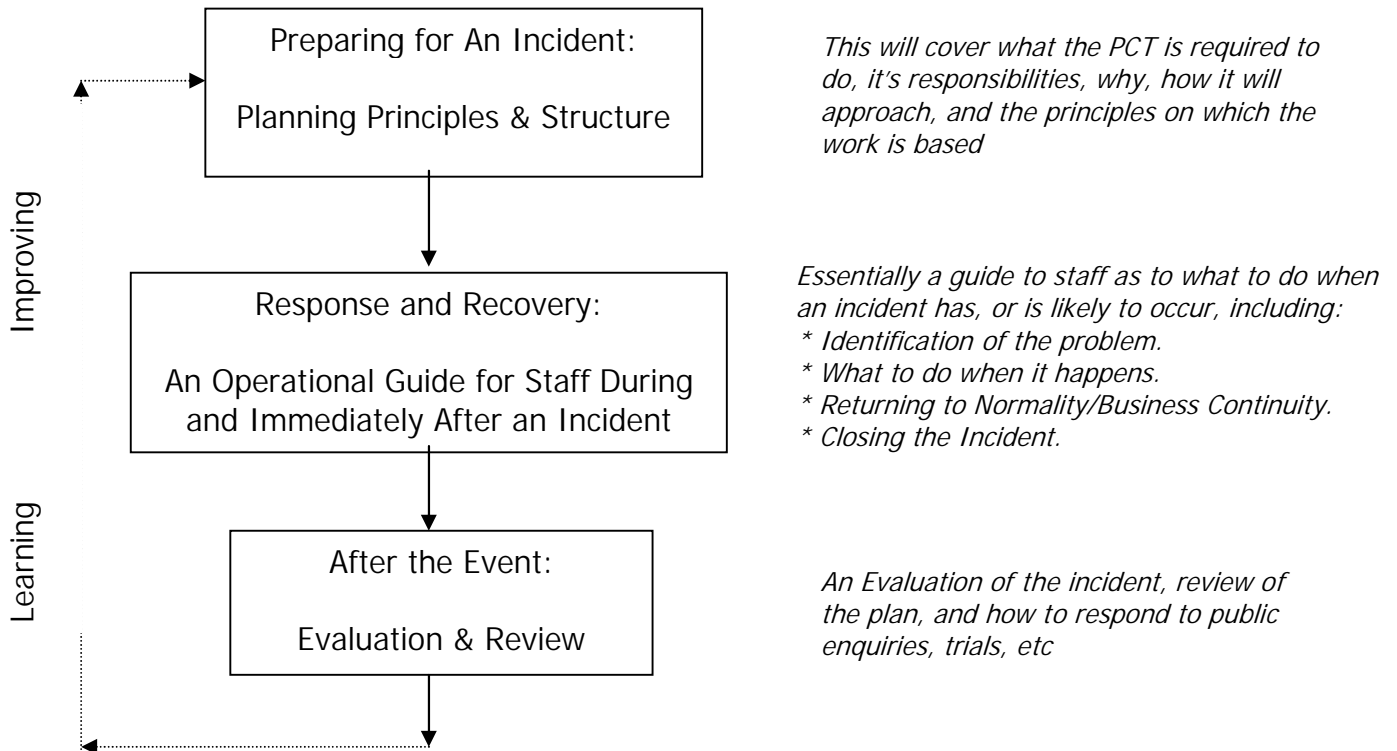 Preparing for An Incident:
Planning Principles & Structure
This will cover what the PCT is required to
do, it's responsibilities, why, how it will
approach, and the principles on which the
work is based
Improving
Response and Recovery:
An Operational Guide for Staff During
and Immediately After an Incident
Essentially a guide to staff as to what to do when
an incident has, or is likely to occur, including:
* Identification of the problem.
* What to do when it happens.
* Returning to Normality/Business Continuity.
* Closing the Incident.
Learning
After the Event:
Evaluation & Review
An Evaluation of the incident, review of
the plan, and how to respond to public
enquiries, trials, etc